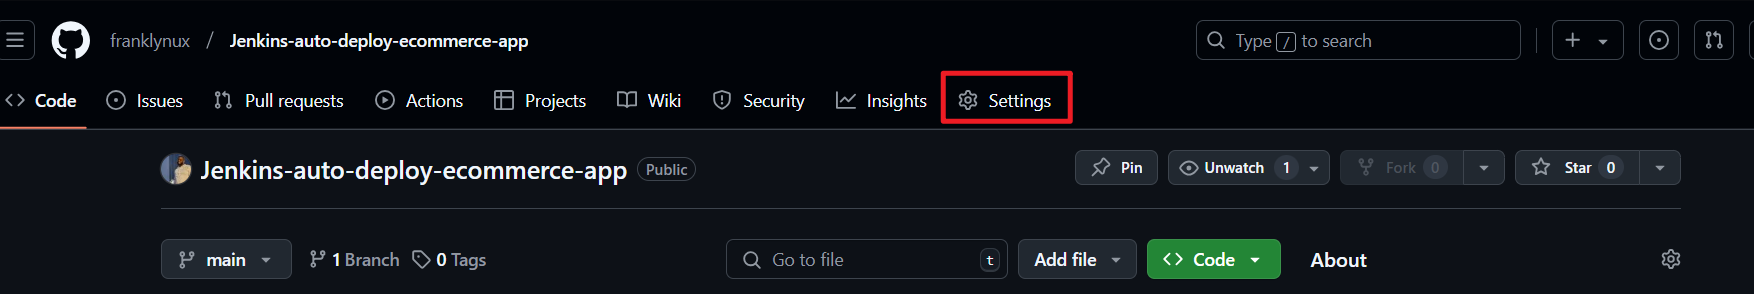 franklynux / Jenkins-auto-deploy-ecommerce-app Type / to search
Code Issues Pull requests Actions Projects Wiki Security Insights Settings
Jenkins-auto-deploy-ecommerce-app Public Pin Unwatch 1 Fork 0 Star 0
main 1 Branch 0 Tags Go to file t Add file Code About